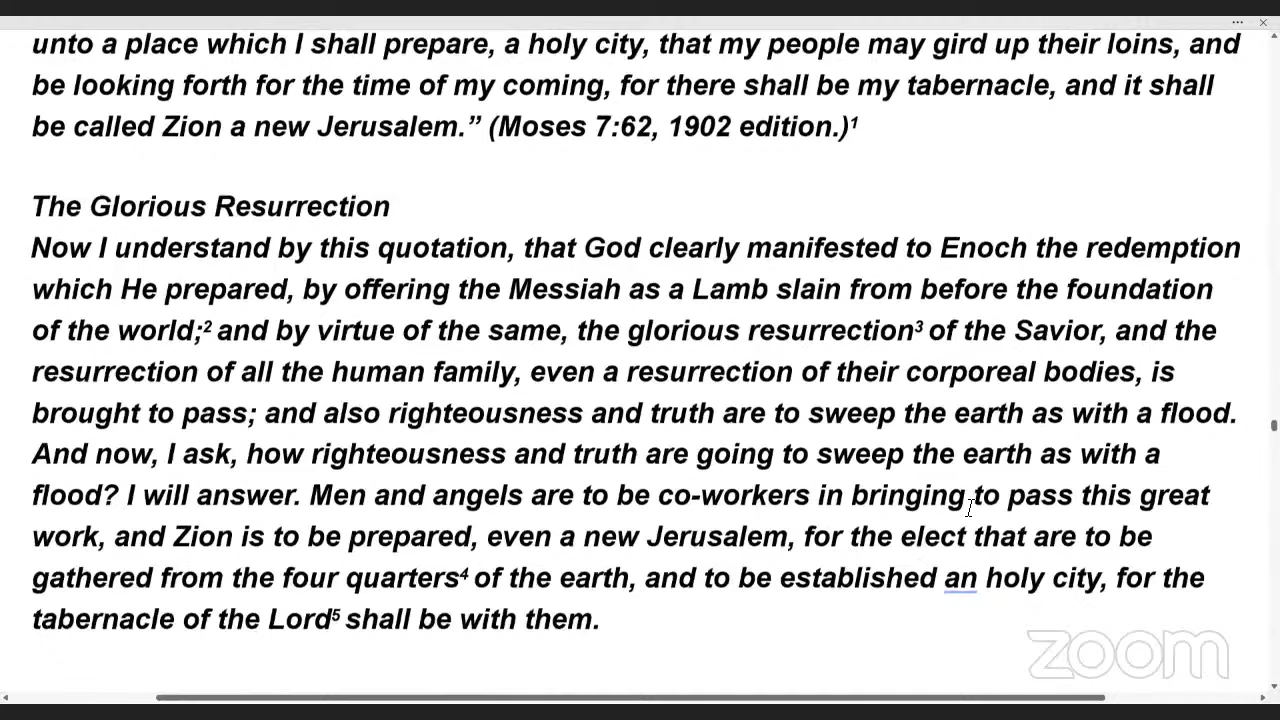 unto a place which I shall prepare, a holy city, that my people may gird up their loins, and
be looking forth for the time of my coming, for there shall be my tabernacle, and it shall
be called Zion a new Jerusalem.” (Moses 7:62, 1902 edition.)¹
The Glorious Resurrection
Now I understand by this quotation, that God clearly manifested to Enoch the redemption
which He prepared, by offering the Messiah as a Lamb slain from before the foundation
of the world;² and by virtue of the same, the glorious resurrection³ of the Savior, and the
resurrection of all the human family, even a resurrection of their corporeal bodies, is
brought to pass; and also righteousness and truth are to sweep the earth as with a flood.
And now, I ask, how righteousness and truth are going to sweep the earth as with a
flood? I will answer. Men and angels are to be co-workers in bringing to pass this great
work, and Zion is to be prepared, even a new Jerusalem, for the elect that are to be
gathered from the four quarters⁴ of the earth, and to be established an holy city, for the
tabernacle of the Lord⁵ shall be with them.
zoom